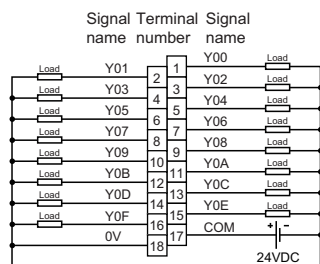 Signal name Terminal number Signal name
Y00 Load
1
Load Y01 2
Y02 Load
3
Load Y03 4
Y04 Load
5
Load Y05 6
Y06 Load
7
Load Y07 8
Y08 Load
9
Load Y09 10
Y0A Load
11
Load Y0B 12
Y0C Load
13
Load Y0D 14
Y0E Load
15
Load Y0F 16
COM + -
17
0V 18
24VDC